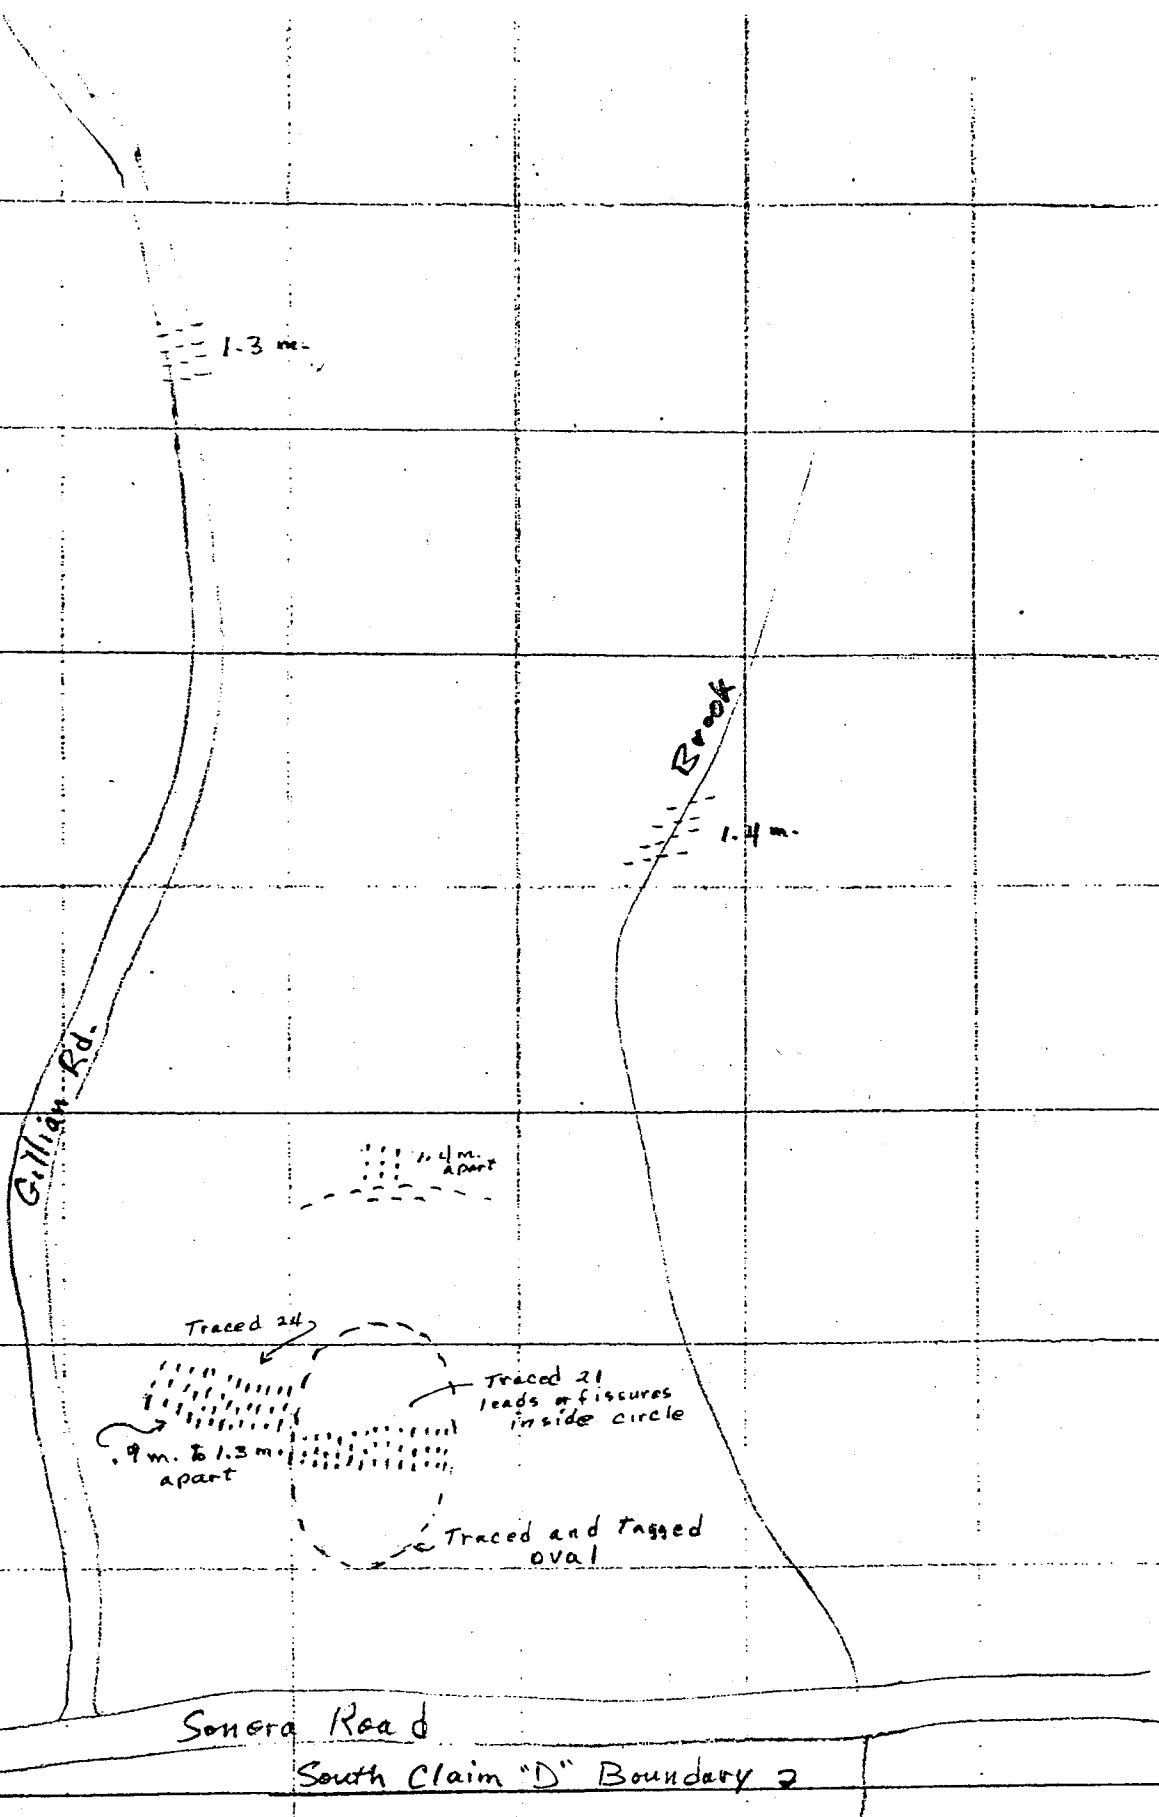 1.3 m.
Brook
1.4 m.
Gillian Rd.
1.4 m.
apart
Traced 24
Traced 21
leads or fissures
inside circle
.9 m. to 1.3 m.
apart
Traced and Tagged
oval
Sonora Road
South Claim "D" Boundary